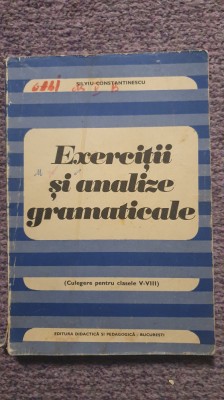 SILVIU CONSTANTINESCU
Exerciții
și analize
gramaticale
(Culegere pentru clasele V-VIII)
EDITURA DIDACTICĂ ȘI PEDAGOGICĂ - BUCUREȘTI